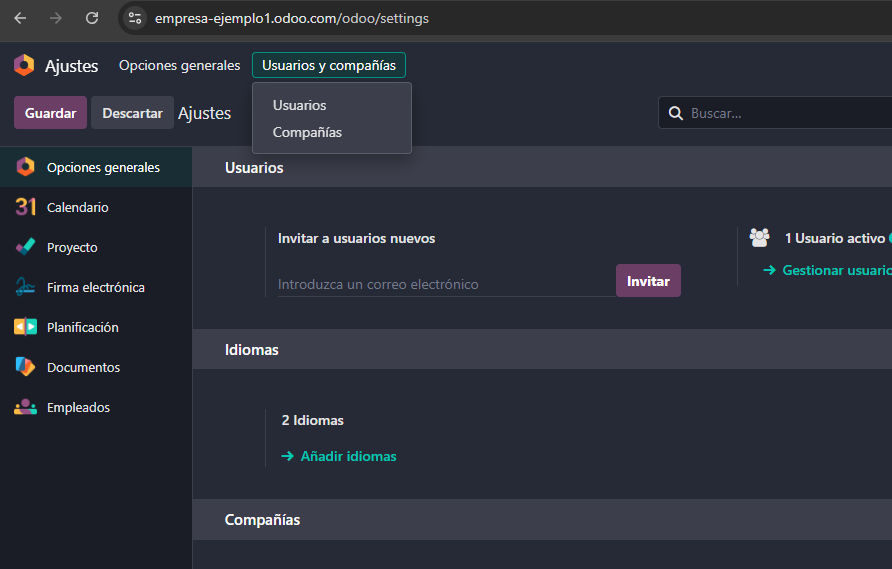 empresa-ejemplo1.odoo.com/odoo/settings
Ajustes Opciones generales Usuarios y compañías
Usuarios
Compañías
Guardar Descartar Ajustes Buscar...
Opciones generales
Calendario
Proyecto
Firma electrónica
Planificación
Documentos
Empleados
Usuarios
Invitar a usuarios nuevos
Introduzca un correo electrónico Invitar
1 Usuario activo
Gestionar usuario
Idiomas
2 Idiomas
Añadir idiomas
Compañías